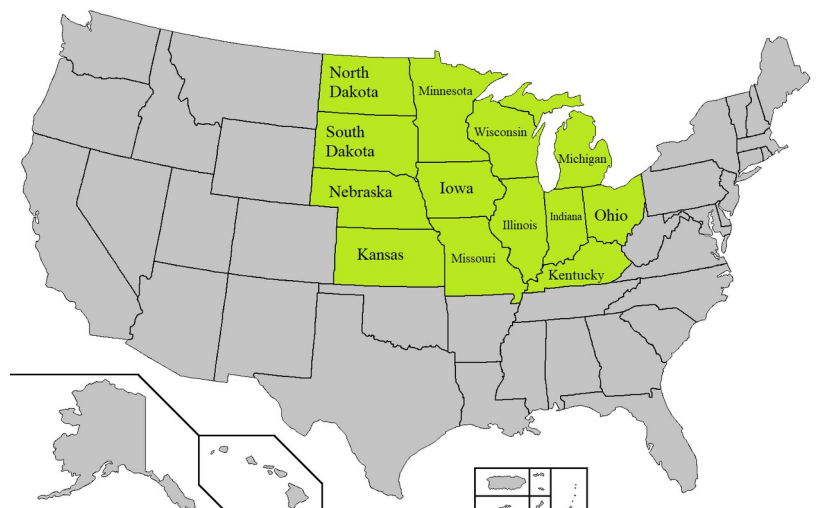 North
Dakota
Minnesota
South
Dakota
Wisconsin
Michigan
Nebraska
Iowa
Illinois
Indiana
Ohio
Kansas
Missouri
Kentucky